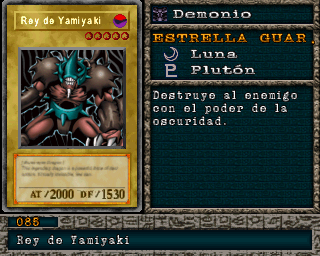 Rey de Yamiyaki
AT/2000 DF/1530
Demonio
ESTRELLA GUAR.
Luna
Plutón
Destruye al enemigo
con el poder de la
oscuridad.
085
Rey de Yamiyaki